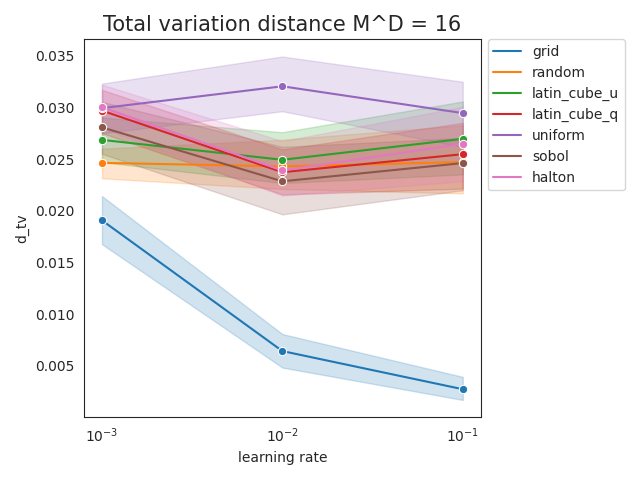 Total variation distance M^D = 16
grid
random
latin_cube_u
latin_cube_q
uniform
sobol
halton
0.035
0.030
0.025
0.020
0.015
0.010
0.005
d_tv
10⁻³ 10⁻² 10⁻¹
learning rate